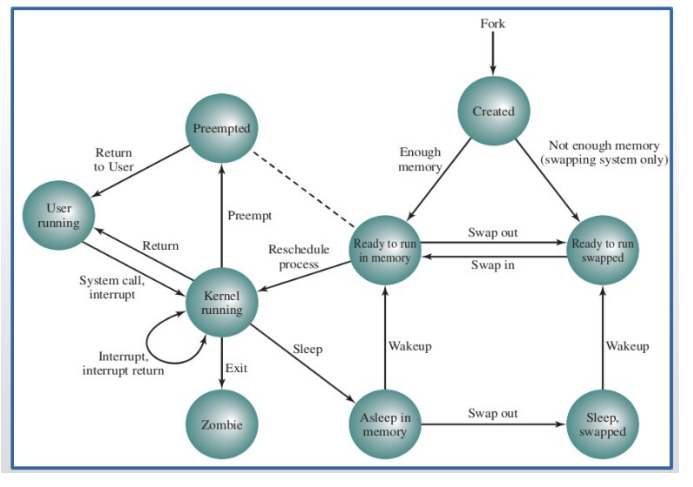 Fork
Created
Preempted
Enough
memory
Not enough memory
(swapping system only)
Return
to User
User
running
Preempt
Return
Reschedule
process
Ready to run
in memory
Swap out
Swap in
Ready to run
swapped
System call,
interrupt
Kernel
running
Interrupt,
interrupt return
Sleep
Wakeup
Wakeup
Exit
Zombie
Asleep in
memory
Swap out
Sleep,
swapped